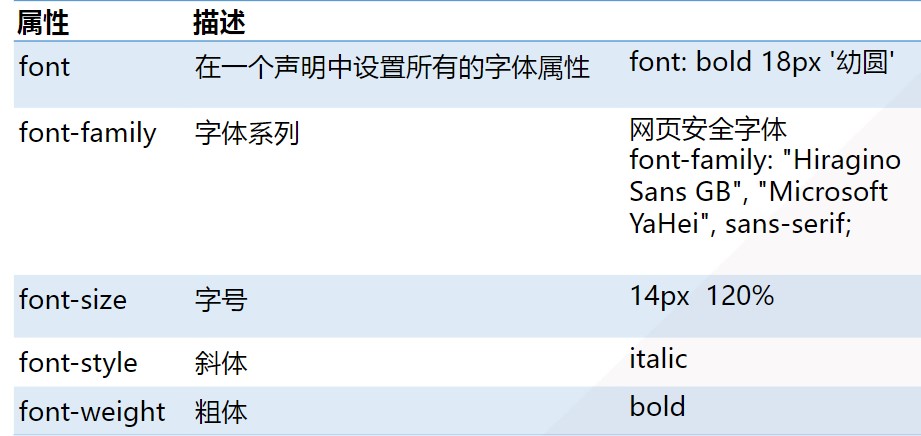 属性 描述
font 在一个声明中设置所有的字体属性 font: bold 18px '幼圆'
font-family 字体系列 网页安全字体
font-family: "Hiragino
Sans GB", "Microsoft
YaHei", sans-serif;
font-size 字号 14px 120%
font-style 斜体 italic
font-weight 粗体 bold